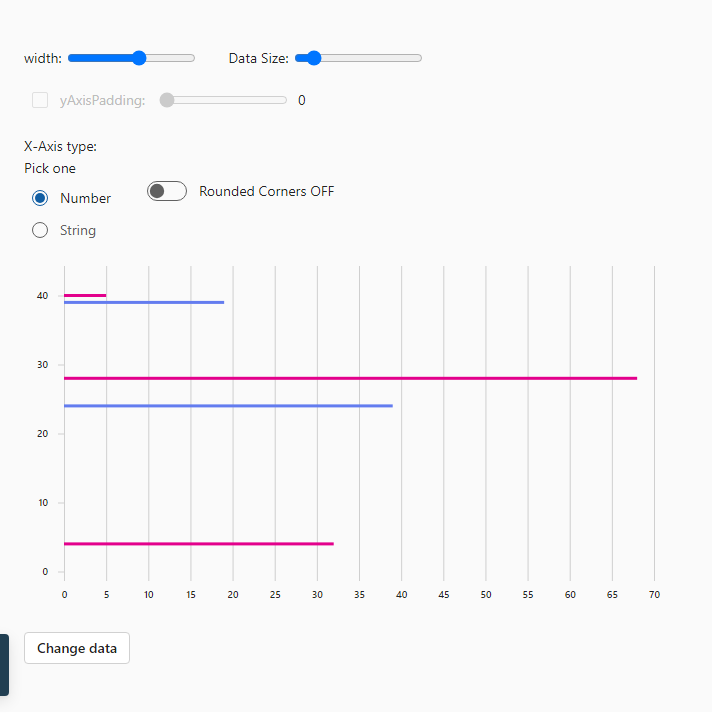 width: Data Size:
yAxisPadding: 0
X-Axis type:
Pick one
Number Rounded Corners OFF
String
40
30
20
10
0
0 5 10 15 20 25 30 35 40 45 50 55 60 65 70
Change data